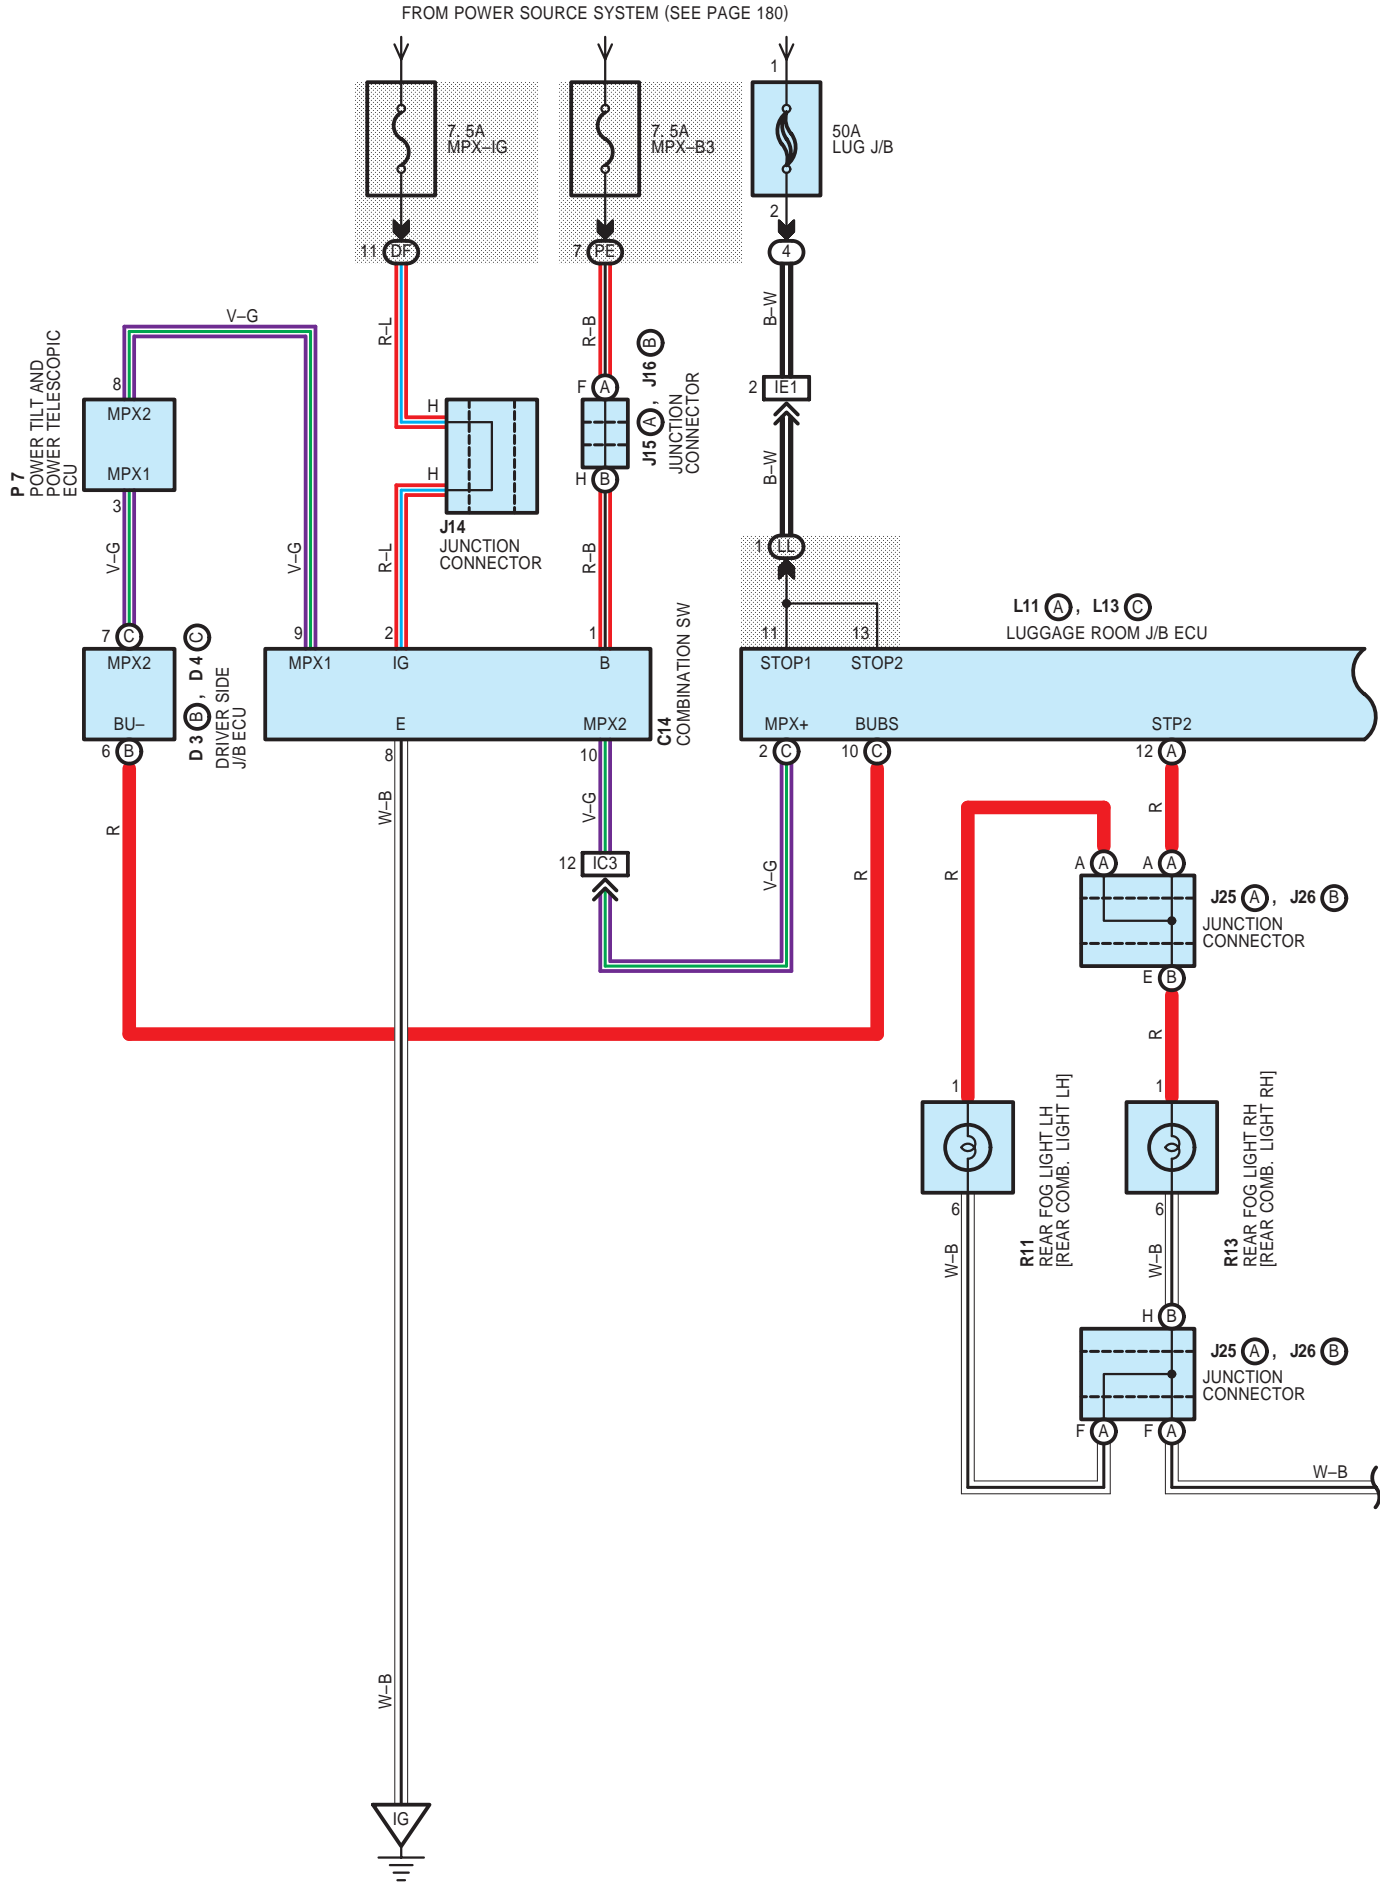 FROM POWER SOURCE SYSTEM (SEE PAGE 180)
1
7. 5A
MPX–IG
7. 5A
MPX–B3
50A
LUG J/B
2
11 DF
7 PE
4
V–G
R–L
R–B
B–W
J15 A , J16 B
JUNCTION
CONNECTOR
P 7
POWER TILT AND
POWER TELESCOPIC
ECU
8
MPX2
MPX1
3
H
H
J14
JUNCTION
CONNECTOR
F A
H B
2 IE1
B–W
V–G
V–G
R–L
R–B
1 LL
L11 A , L13 C
LUGGAGE ROOM J/B ECU
7 C
9
2
1
11
13
MPX2
BU–
6 B
D 3 B , D 4 C
DRIVER SIDE
J/B ECU
MPX1
IG
B
E
MPX2
8
10
C14
COMBINATION SW
STOP1
STOP2
MPX+
BUBS
STP2
2 C
10 C
12 A
R
W–B
V–G
12 IC3
V–G
R
R
R
A A
A A
J25 A , J26 B
JUNCTION
CONNECTOR
E B
R
1
1
R11
REAR FOG LIGHT LH
[REAR COMB. LIGHT LH]
R13
REAR FOG LIGHT RH
[REAR COMB. LIGHT RH]
6
6
W–B
W–B
H B
J25 A , J26 B
JUNCTION
CONNECTOR
F A
F A
W–B
W–B
IG